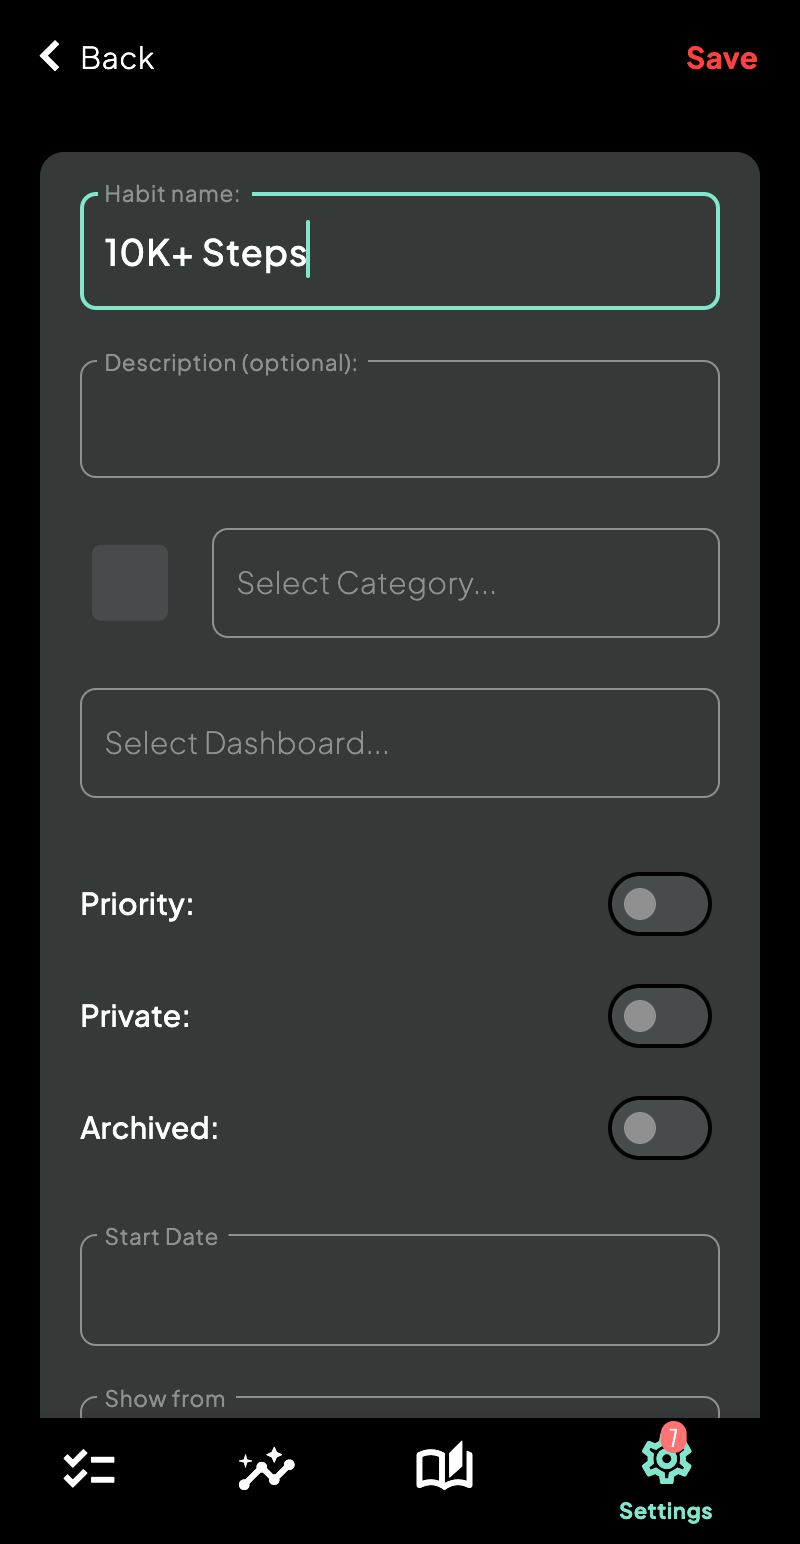 Back
Save
Habit name:
10K+ Steps
Description (optional):
Select Category...
Select Dashboard...
Priority:
Private:
Archived:
Start Date
Show from
7
Settings